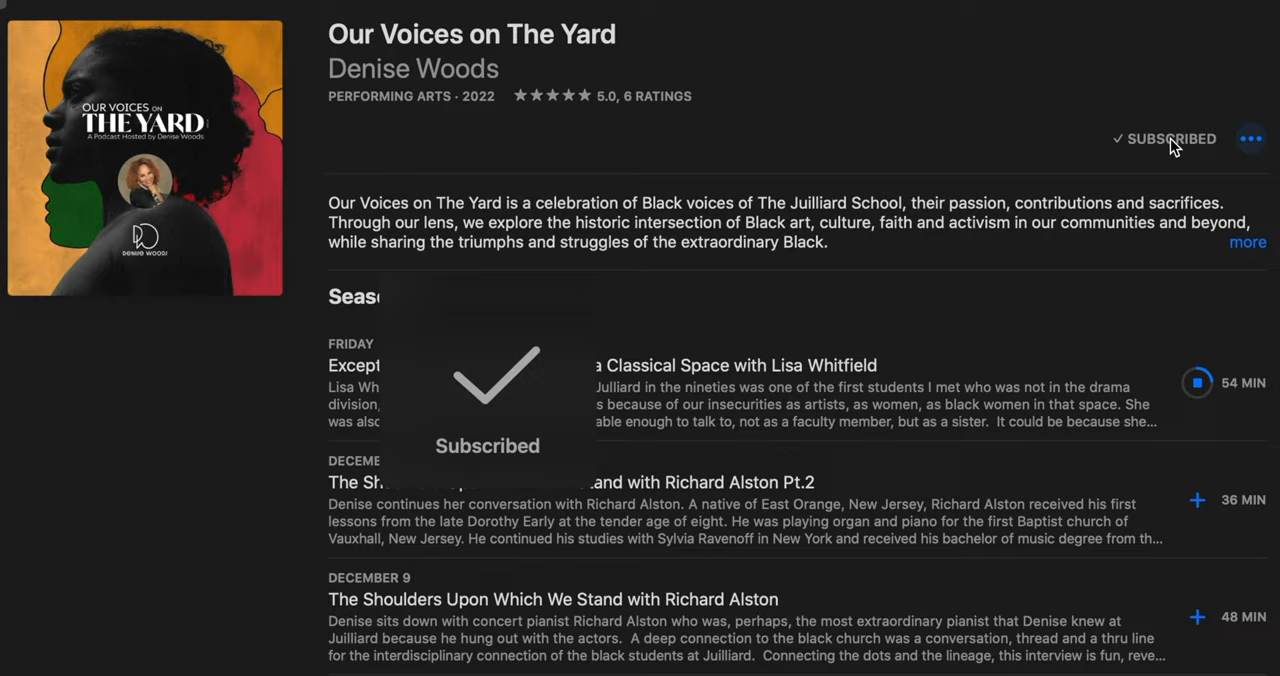 Our Voices on The Yard
Denise Woods
PERFORMING ARTS · 2022 ★★★★★ 5.0, 6 RATINGS
OUR VOICES ON
THE YARD
A Podcast Hosted by Denise Woods
DENISE WOODS
✓ SUBSCRIBED
Our Voices on The Yard is a celebration of Black voices of The Juilliard School, their passion, contributions and sacrifices.
Through our lens, we explore the historic intersection of Black art, culture, faith and activism in our communities and beyond,
while sharing the triumphs and struggles of the extraordinary Black. more
Seas
FRIDAY
Except a Classical Space with Lisa Whitfield
Lisa Wh Julliard in the nineties was one of the first students I met who was not in the drama 54 MIN
division, s because of our insecurities as artists, as women, as black women in that space. She
was also able enough to talk to, not as a faculty member, but as a sister. It could be because she...
Subscribed
DECEME
The Sh and with Richard Alston Pt.2
Denise continues her conversation with Richard Alston. A native of East Orange, New Jersey, Richard Alston received his first 36 MIN
lessons from the late Dorothy Early at the tender age of eight. He was playing organ and piano for the first Baptist church of
Vauxhall, New Jersey. He continued his studies with Sylvia Ravenoff in New York and received his bachelor of music degree from th...
DECEMBER 9
The Shoulders Upon Which We Stand with Richard Alston
Denise sits down with concert pianist Richard Alston who was, perhaps, the most extraordinary pianist that Denise knew at 48 MIN
Juilliard because he hung out with the actors. A deep connection to the black church was a conversation, thread and a thru line
for the interdisciplinary connection of the black students at Juilliard. Connecting the dots and the lineage, this interview is fun, reve...